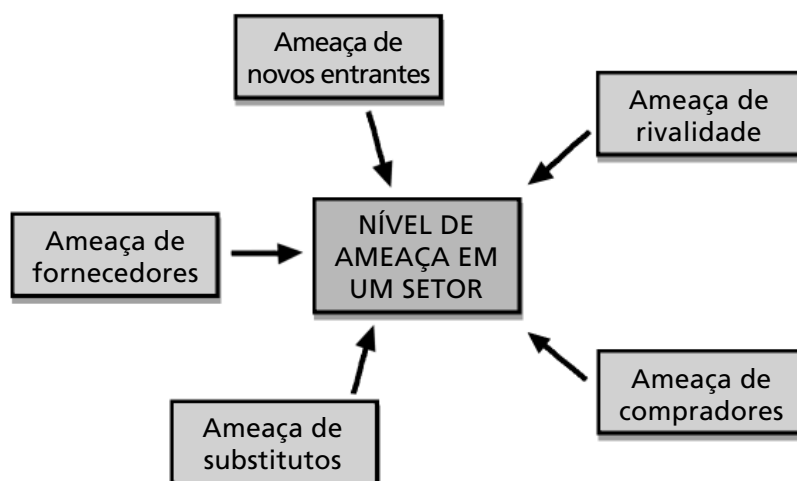 Ameaça de
novos entrantes
Ameaça de
rivalidade
Ameaça de
fornecedores
NÍVEL DE
AMEAÇA EM
UM SETOR
Ameaça de
compradores
Ameaça de
substitutos